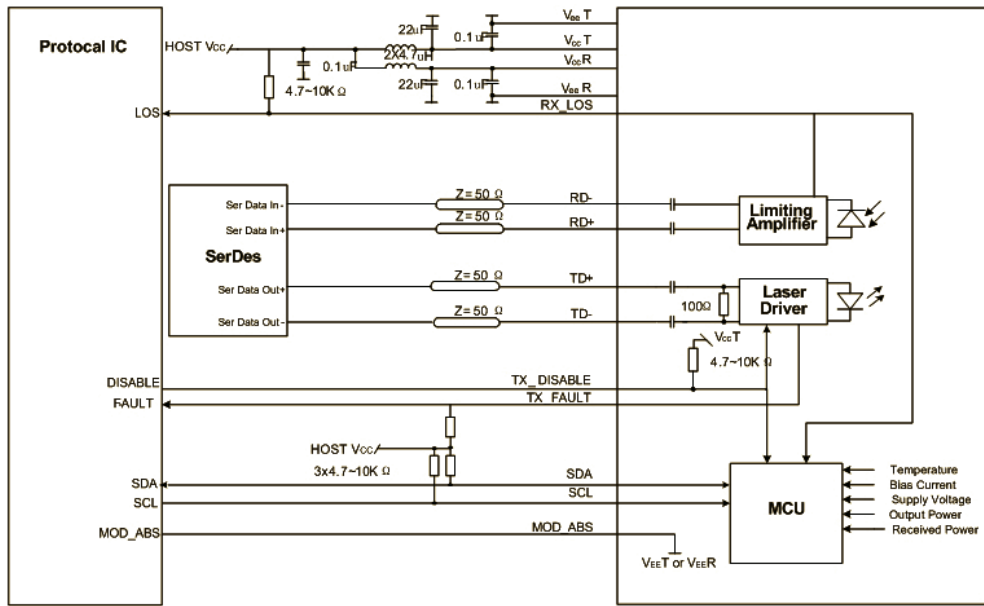 Protocal IC
HOST Vcc
22uF
0.1uF
VccT
VccT
2X4.7uH
0.1uF
VccR
22uF
0.1uF
4.7~10K Ω
VccR
LOS
RX_LOS
Z=50 Ω
RD-
Ser Data In-
Z=50 Ω
RD+
Limiting
Amplifier
Ser Data In+
SerDes
Z=50 Ω
TD+
Ser Data Out+
100Ω
Laser
Driver
Z=50 Ω
TD-
Ser Data Out-
VccT
4.7~10K Ω
DISABLE
TX_DISABLE
FAULT
TX_FAULT
HOST Vcc
3x4.7~10K Ω
SDA
SDA
SCL
SCL
MCU
Temperature
Bias Current
Supply Voltage
Output Power
Received Power
MOD_ABS
MOD_ABS
VEET or VEER